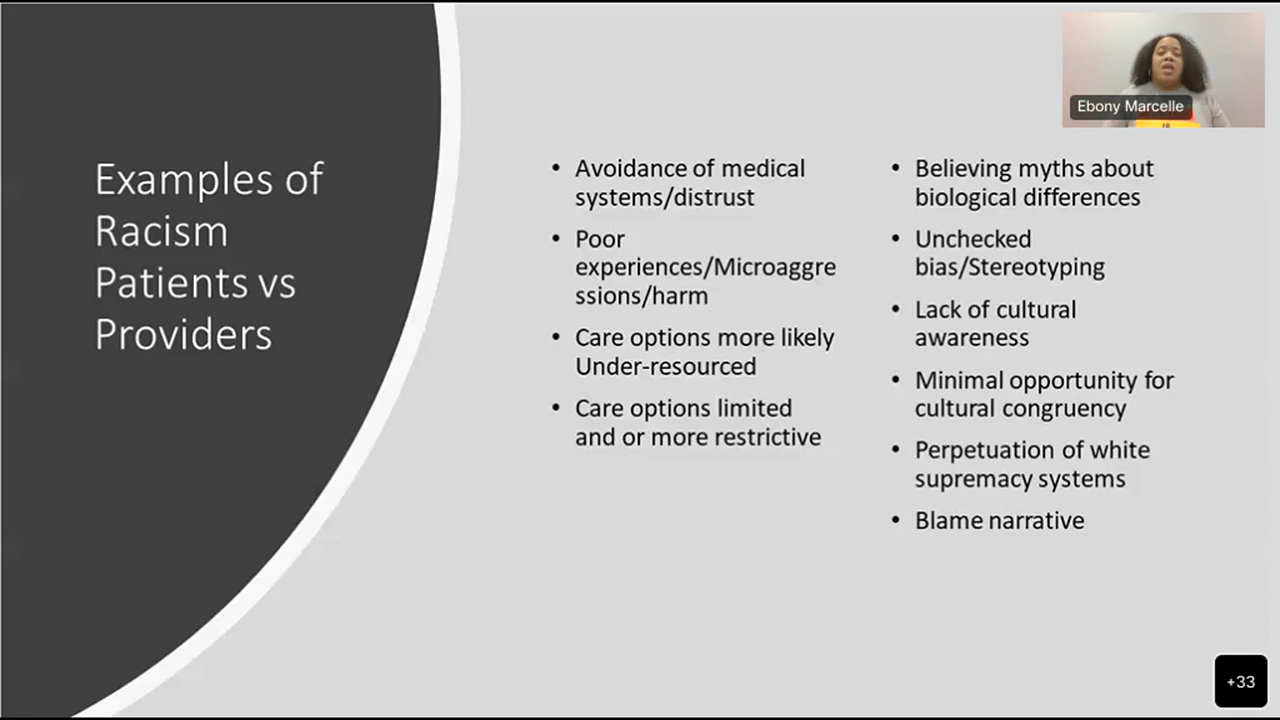 Examples of
Racism
Patients vs
Providers
• Avoidance of medical
systems/distrust
• Poor
experiences/Microaggre
ssions/harm
• Care options more likely
Under-resourced
• Care options limited
and or more restrictive
• Believing myths about
biological differences
• Unchecked
bias/Stereotyping
• Lack of cultural
awareness
• Minimal opportunity for
cultural congruency
• Perpetuation of white
supremacy systems
• Blame narrative
Ebony Marcelle
+33